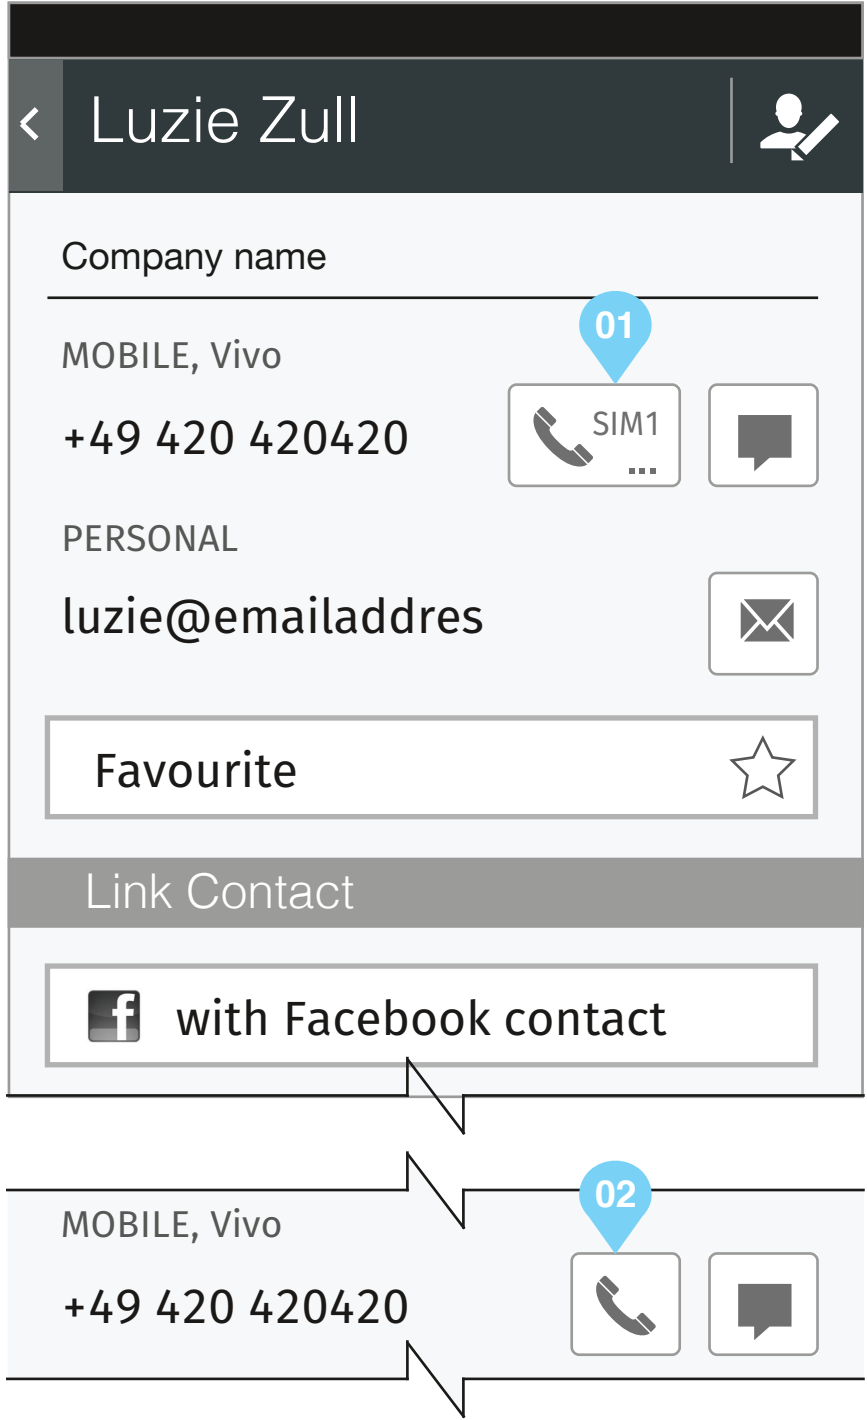 Luzie Zull
Company name
01
MOBILE, Vivo
+49 420 420420
SIM1
...
PERSONAL
luzie@emailaddres
Favourite
Link Contact
f with Facebook contact
02
MOBILE, Vivo
+49 420 420420